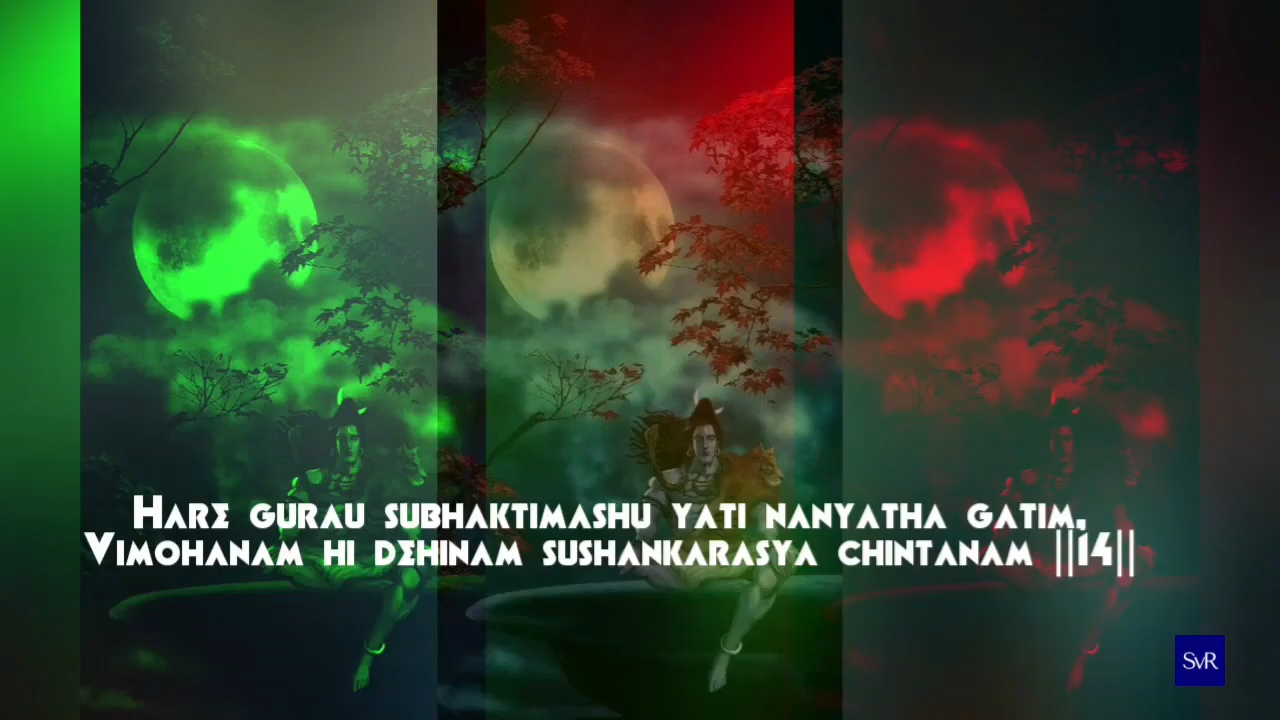 Hare gurau subhaktimashu yati nanyatha gatim,
Vimohanam hi dehinam sushankarasya chintanam ||14||
SvR